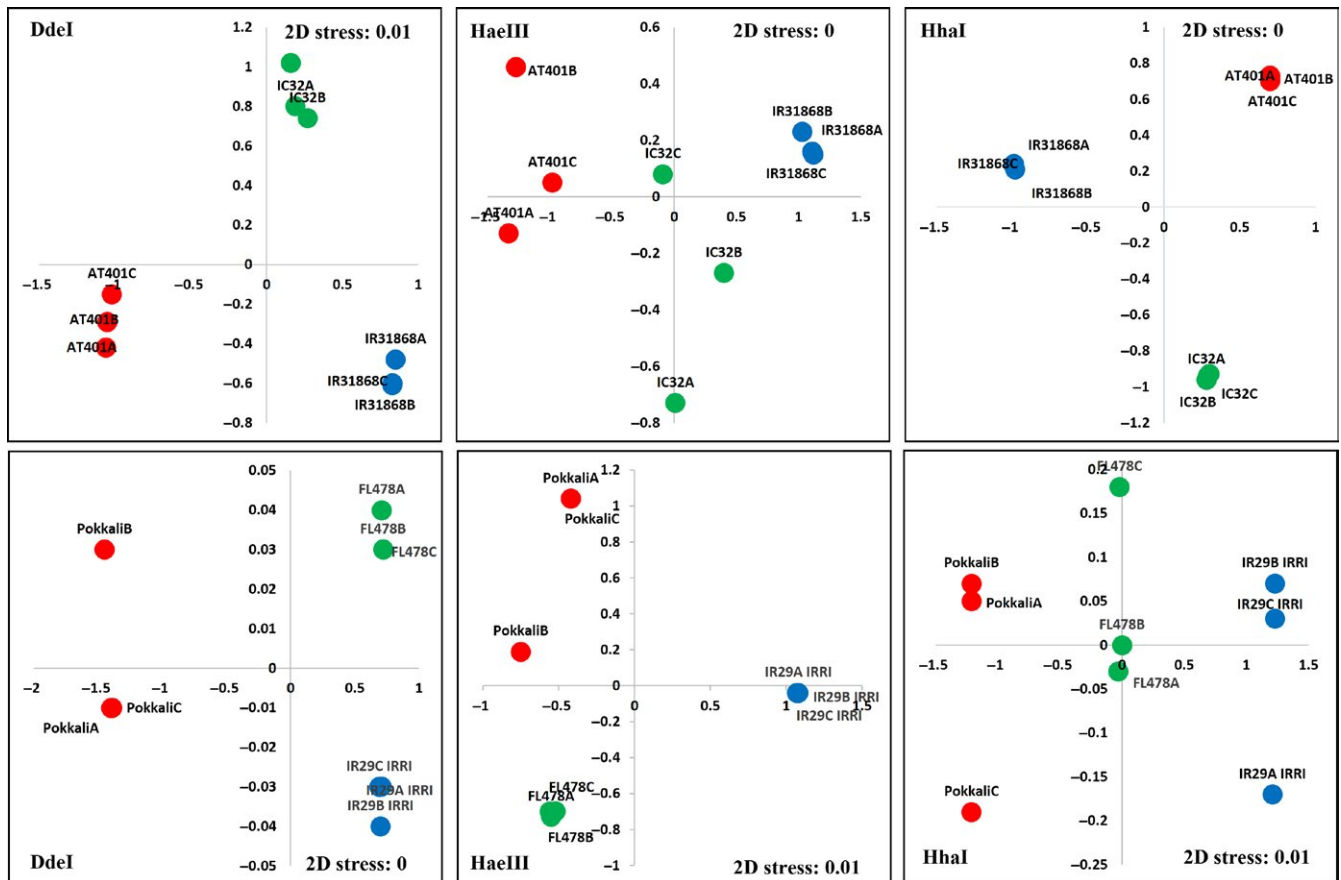 DdeI
2D stress: 0.01
1.2
1
0.8
0.6
0.4
0.2
0
−0.2
−0.4
−0.6
−0.8
−1.5
−1
−0.5
0
0.5
1
IC32A
IC32B
AT401C
AT401B
AT401A
IR31868A
IR31868C
IR31868B
HaeIII
2D stress: 0
0.6
0.4
0.2
0
−0.2
−0.4
−0.6
−0.8
−1.5
−1
−0.5
0
0.5
1
1.5
AT401B
AT401C
AT401A
IC32C
IC32B
IC32A
IR31868B
IR31868A
IR31868C
HhaI
2D stress: 0
1
0.8
0.6
0.4
0.2
0
−0.2
−0.4
−0.6
−0.8
−1
−1.2
−1.5
−1
−0.5
0
0.5
1
AT401A
AT401B
AT401C
IR31868A
IR31868C
IR31868B
IC32A
IC32B
IC32C
0.05
0.04
0.03
0.02
0.01
0
−0.01
−0.02
−0.03
−0.04
−0.05
−2
−1.5
−1
−0.5
0
0.5
1
PokkaliB
PokkaliC
PokkaliA
FL478A
FL478B
FL478C
IR29C IRRI
IR29A IRRI
IR29B IRRI
DdeI
2D stress: 0
1.2
1
0.8
0.6
0.4
0.2
0
−0.2
−0.4
−0.6
−0.8
−1
−1
−0.5
0
0.5
1
1.5
PokkaliA
PokkaliC
PokkaliB
IR29A IRRI
IR29B IRRI
IR29C IRRI
FL478C
FL478A
FL478B
HaeIII
2D stress: 0.01
FL478C
0.2
0.15
0.1
0.05
0
−0.05
−0.1
−0.15
−0.2
−0.25
−1.5
−1
−0.5
0
0.5
1
1.5
PokkaliB
PokkaliA
PokkaliC
FL478B
FL478A
IR29B IRRI
IR29C IRRI
IR29A IRRI
HhaI
2D stress: 0.01